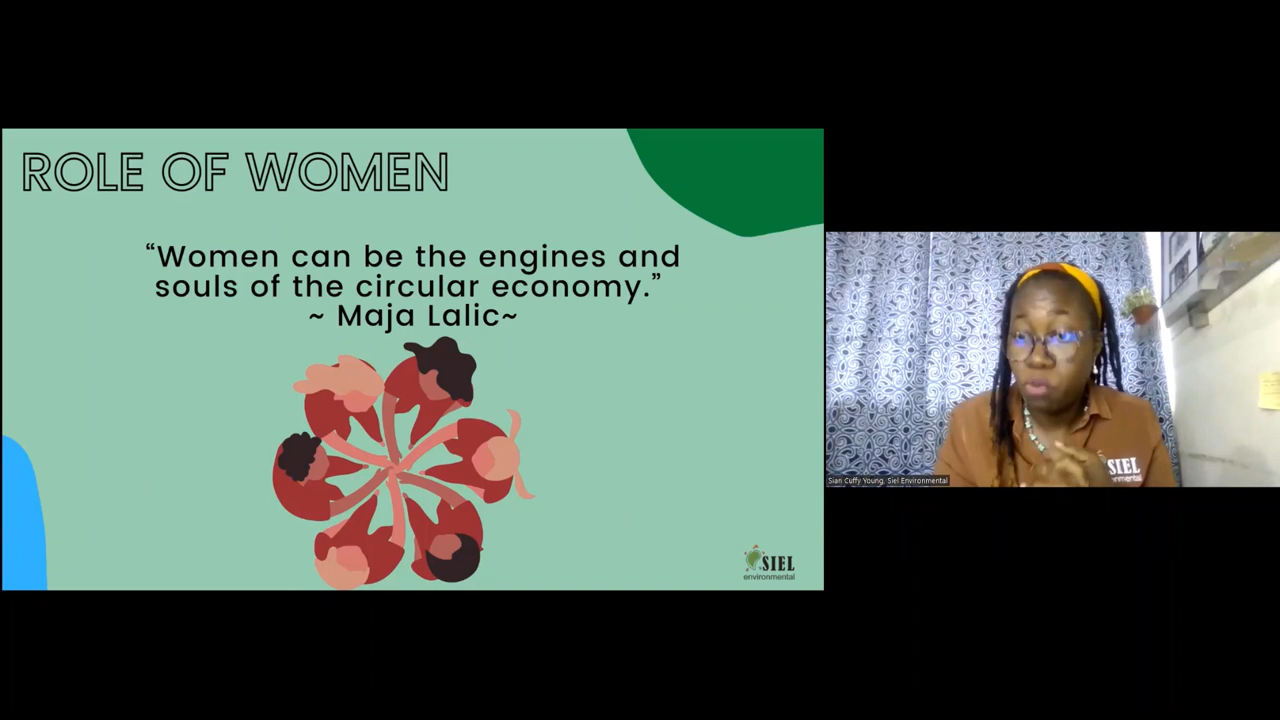 ROLE OF WOMEN
“Women can be the engines and
souls of the circular economy.”
~ Maja Lalic~
SIEL
environmental
SIEL
environmental
Sian Cuffy Young, Siel Environmental